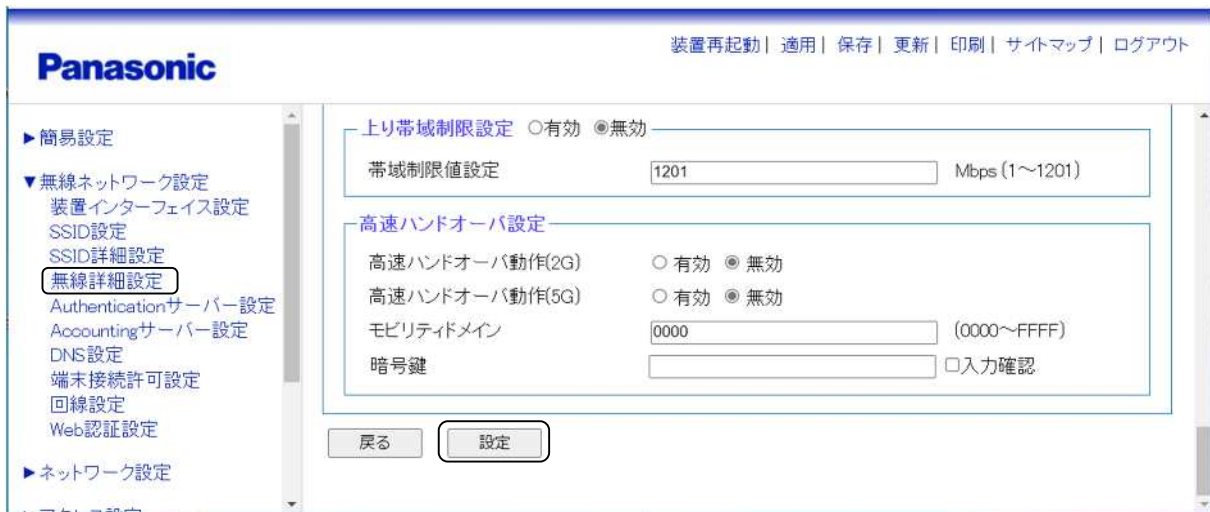 Panasonic
装置再起動| 適用| 保存| 更新| 印刷| サイトマップ| ログアウト
▶簡易設定
▼無線ネットワーク設定
装置インターフェイス設定
SSID設定
SSID詳細設定
無線詳細設定
Authenticationサーバー設定
Accountingサーバー設定
DNS設定
端末接続許可設定
回線設定
Web認証設定
▶ネットワーク設定
上り帯域制限設定 ○有効 ◉無効
帯域制限値設定 1201 Mbps (1～1201)
高速ハンドオーバ設定
高速ハンドオーバ動作(2G) ○ 有効 ◉ 無効
高速ハンドオーバ動作(5G) ○ 有効 ◉ 無効
モビリティドメイン 0000 (0000～FFFF)
暗号鍵 □入力確認
戻る 設定